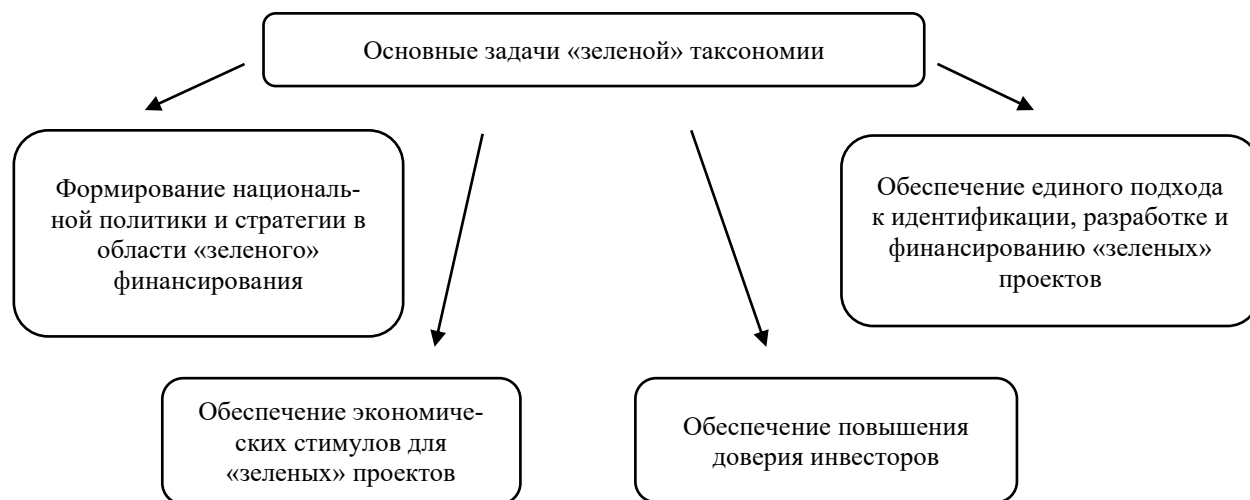 Основные задачи «зеленой» таксономии
Формирование националь-
ной политики и стратегии в
области «зеленого»
финансирования
Обеспечение единого подхода
к идентификации, разработке и
финансированию «зеленых»
проектов
Обеспечение экономиче-
ских стимулов для
«зеленых» проектов
Обеспечение повышения
доверия инвесторов